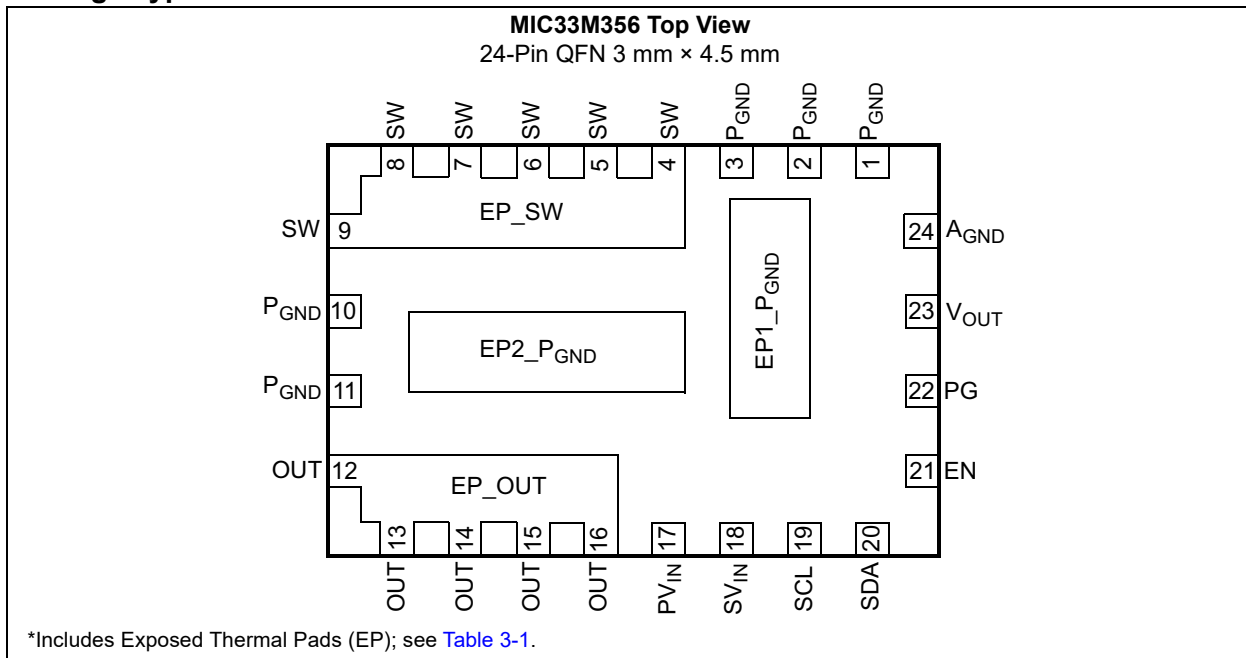 MIC33M356 Top View
24-Pin QFN 3 mm × 4.5 mm
SW
SW
SW
SW
SW
PGND
PGND
PGND
8
7
6
5
4
3
2
1
EP_SW
SW 9
24 AGND
PGND 10
23 VOUT
EP1_PGND
EP2_PGND
PGND 11
22 PG
OUT 12
21 EN
EP_OUT
13
14
15
16
17
18
19
20
OUT
OUT
OUT
OUT
PVIN
SVIN
SCL
SDA
*Includes Exposed Thermal Pads (EP); see Table 3-1.